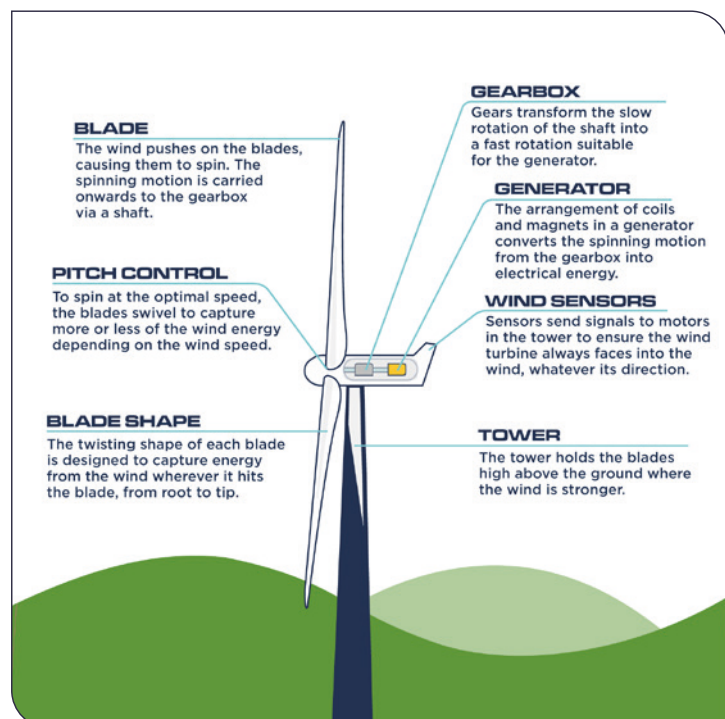 BLADE
The wind pushes on the blades,
causing them to spin. The
spinning motion is carried
onwards to the gearbox
via a shaft.
PITCH CONTROL
To spin at the optimal speed,
the blades swivel to capture
more or less of the wind energy
depending on the wind speed.
BLADE SHAPE
The twisting shape of each blade
is designed to capture energy
from the wind wherever it hits
the blade, from root to tip.
GEARBOX
Gears transform the slow
rotation of the shaft into
a fast rotation suitable
for the generator.
GENERATOR
The arrangement of coils
and magnets in a generator
converts the spinning motion
from the gearbox into
electrical energy.
WIND SENSORS
Sensors send signals to motors
in the tower to ensure the wind
turbine always faces into the
wind, whatever its direction.
TOWER
The tower holds the blades
high above the ground where
the wind is stronger.